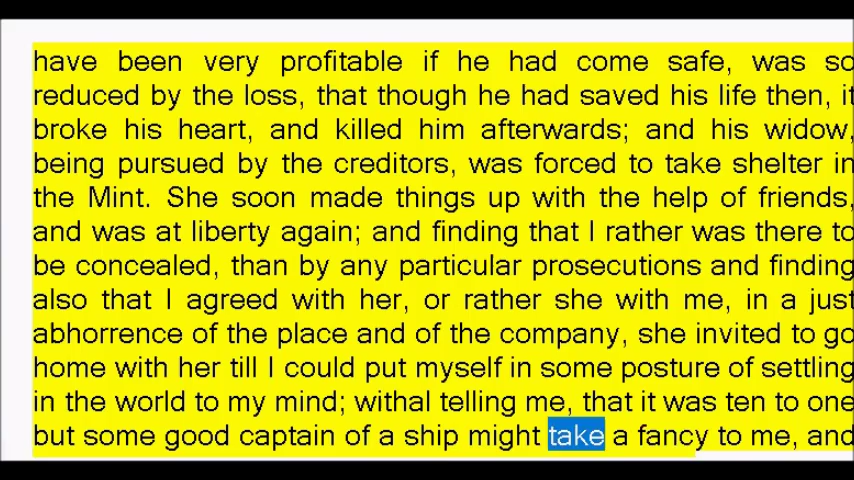 have been very profitable if he had come safe, was so
reduced by the loss, that though he had saved his life then, it
broke his heart, and killed him afterwards; and his widow,
being pursued by the creditors, was forced to take shelter in
the Mint. She soon made things up with the help of friends,
and was at liberty again; and finding that I rather was there to
be concealed, than by any particular prosecutions and finding
also that I agreed with her, or rather she with me, in a just
abhorrence of the place and of the company, she invited to go
home with her till I could put myself in some posture of settling
in the world to my mind; withal telling me, that it was ten to one
but some good captain of a ship might take a fancy to me, and